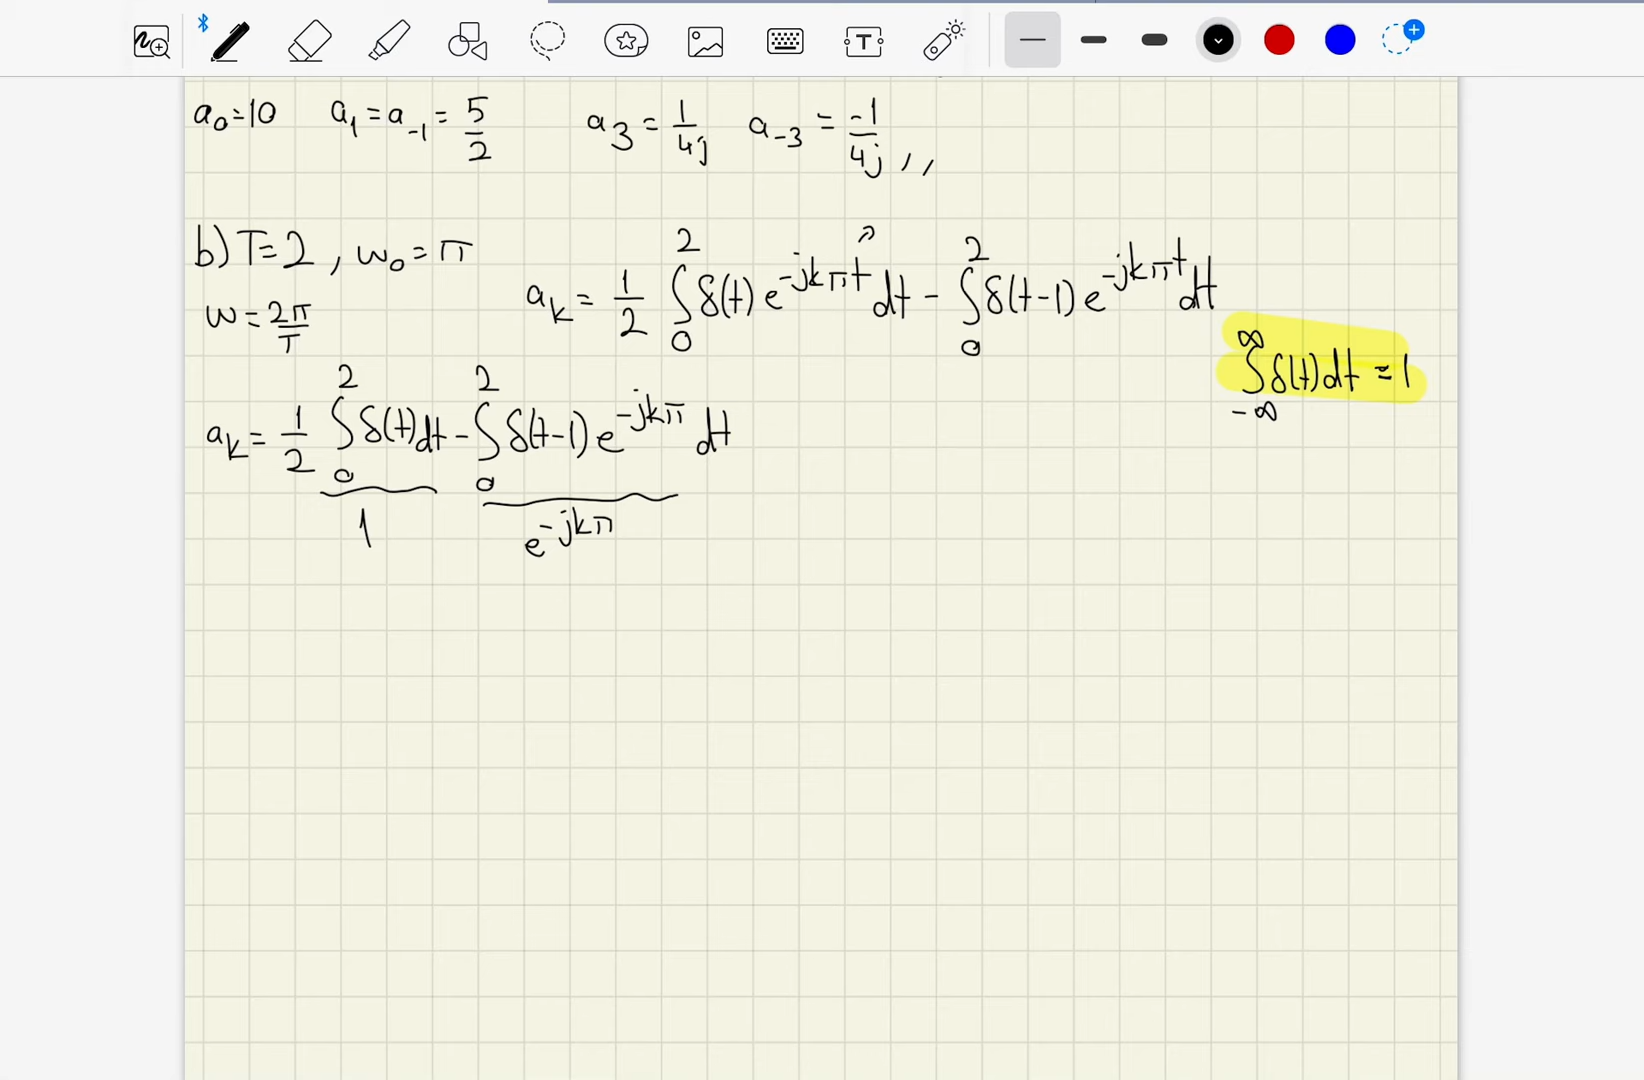 a₀=10 a₁ = a₋₁ = 5/2 a₃ = 1/4j a₋₃ = -1/4j ,,
b) T=2 , w₀ = π
w = 2π/T
aₖ = 1/2 ∫₀² δ(t) e^(-jkπt) dt - ∫₀² δ(t-1) e^(-jkπt) dt
∫_{-∞}^{∞} δ(t)dt = 1
aₖ = 1/2 ∫₀² δ(t)dt - ∫₀² δ(t-1) e^(-jkπ) dt
1 e^(-jkπ)